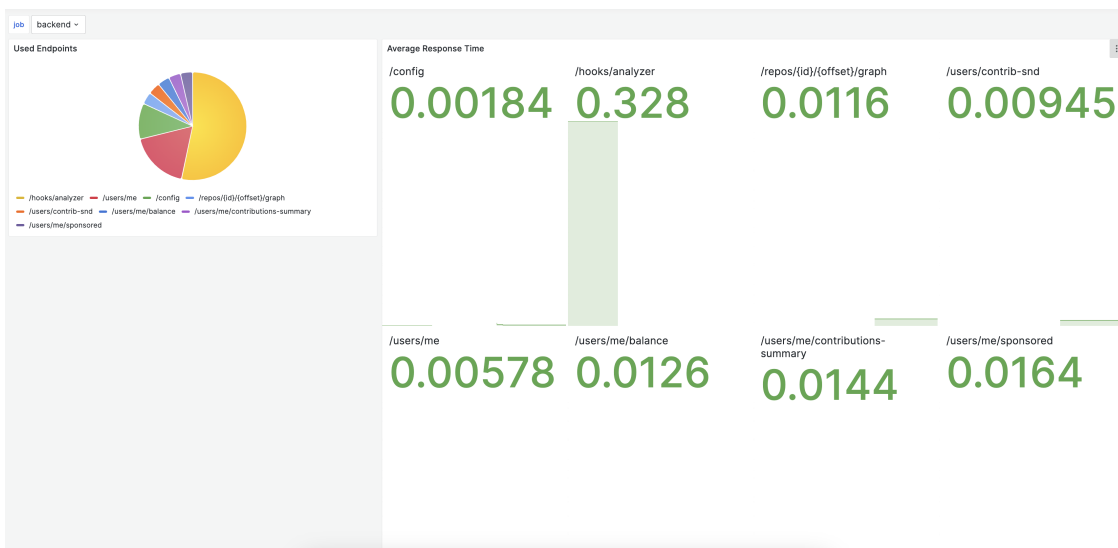 job backend
Used Endpoints
/hooks/analyzer /users/me /config /repos/{id}/{offset}/graph
/users/contrib-snd /users/me/balance /users/me/contributions-summary
/users/me/sponsored
Average Response Time
/config /hooks/analyzer /repos/{id}/{offset}/graph /users/contrib-snd
0.00184 0.328 0.0116 0.00945
/users/me /users/me/balance /users/me/contributions- /users/me/sponsored
summary
0.00578 0.0126 0.0144 0.0164